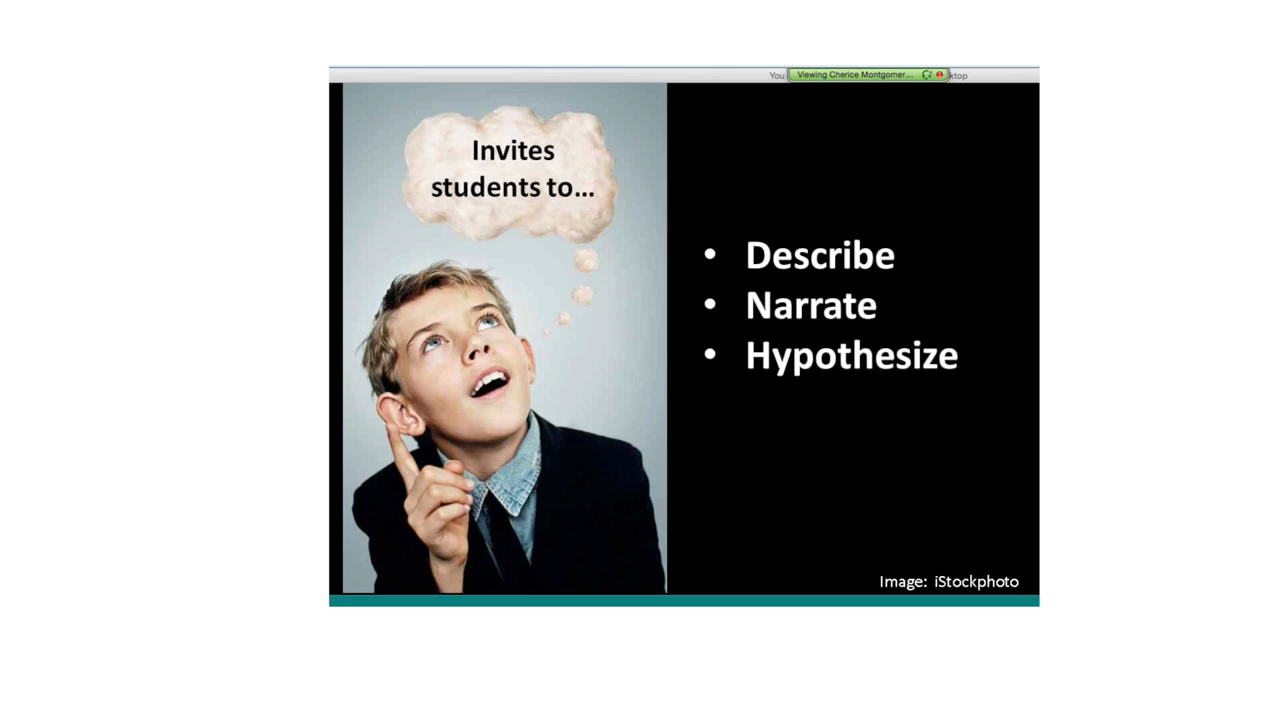 You
Viewing Cherice Montgomer...
ktop
Invites
students to...
• Describe
• Narrate
• Hypothesize
Image: iStockphoto